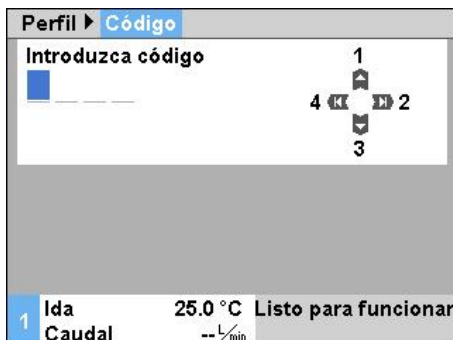 Perfil Código
Introduzca código
1
4 2
3
1
Ida 25.0 °C Listo para funcionar
Caudal -- L/min